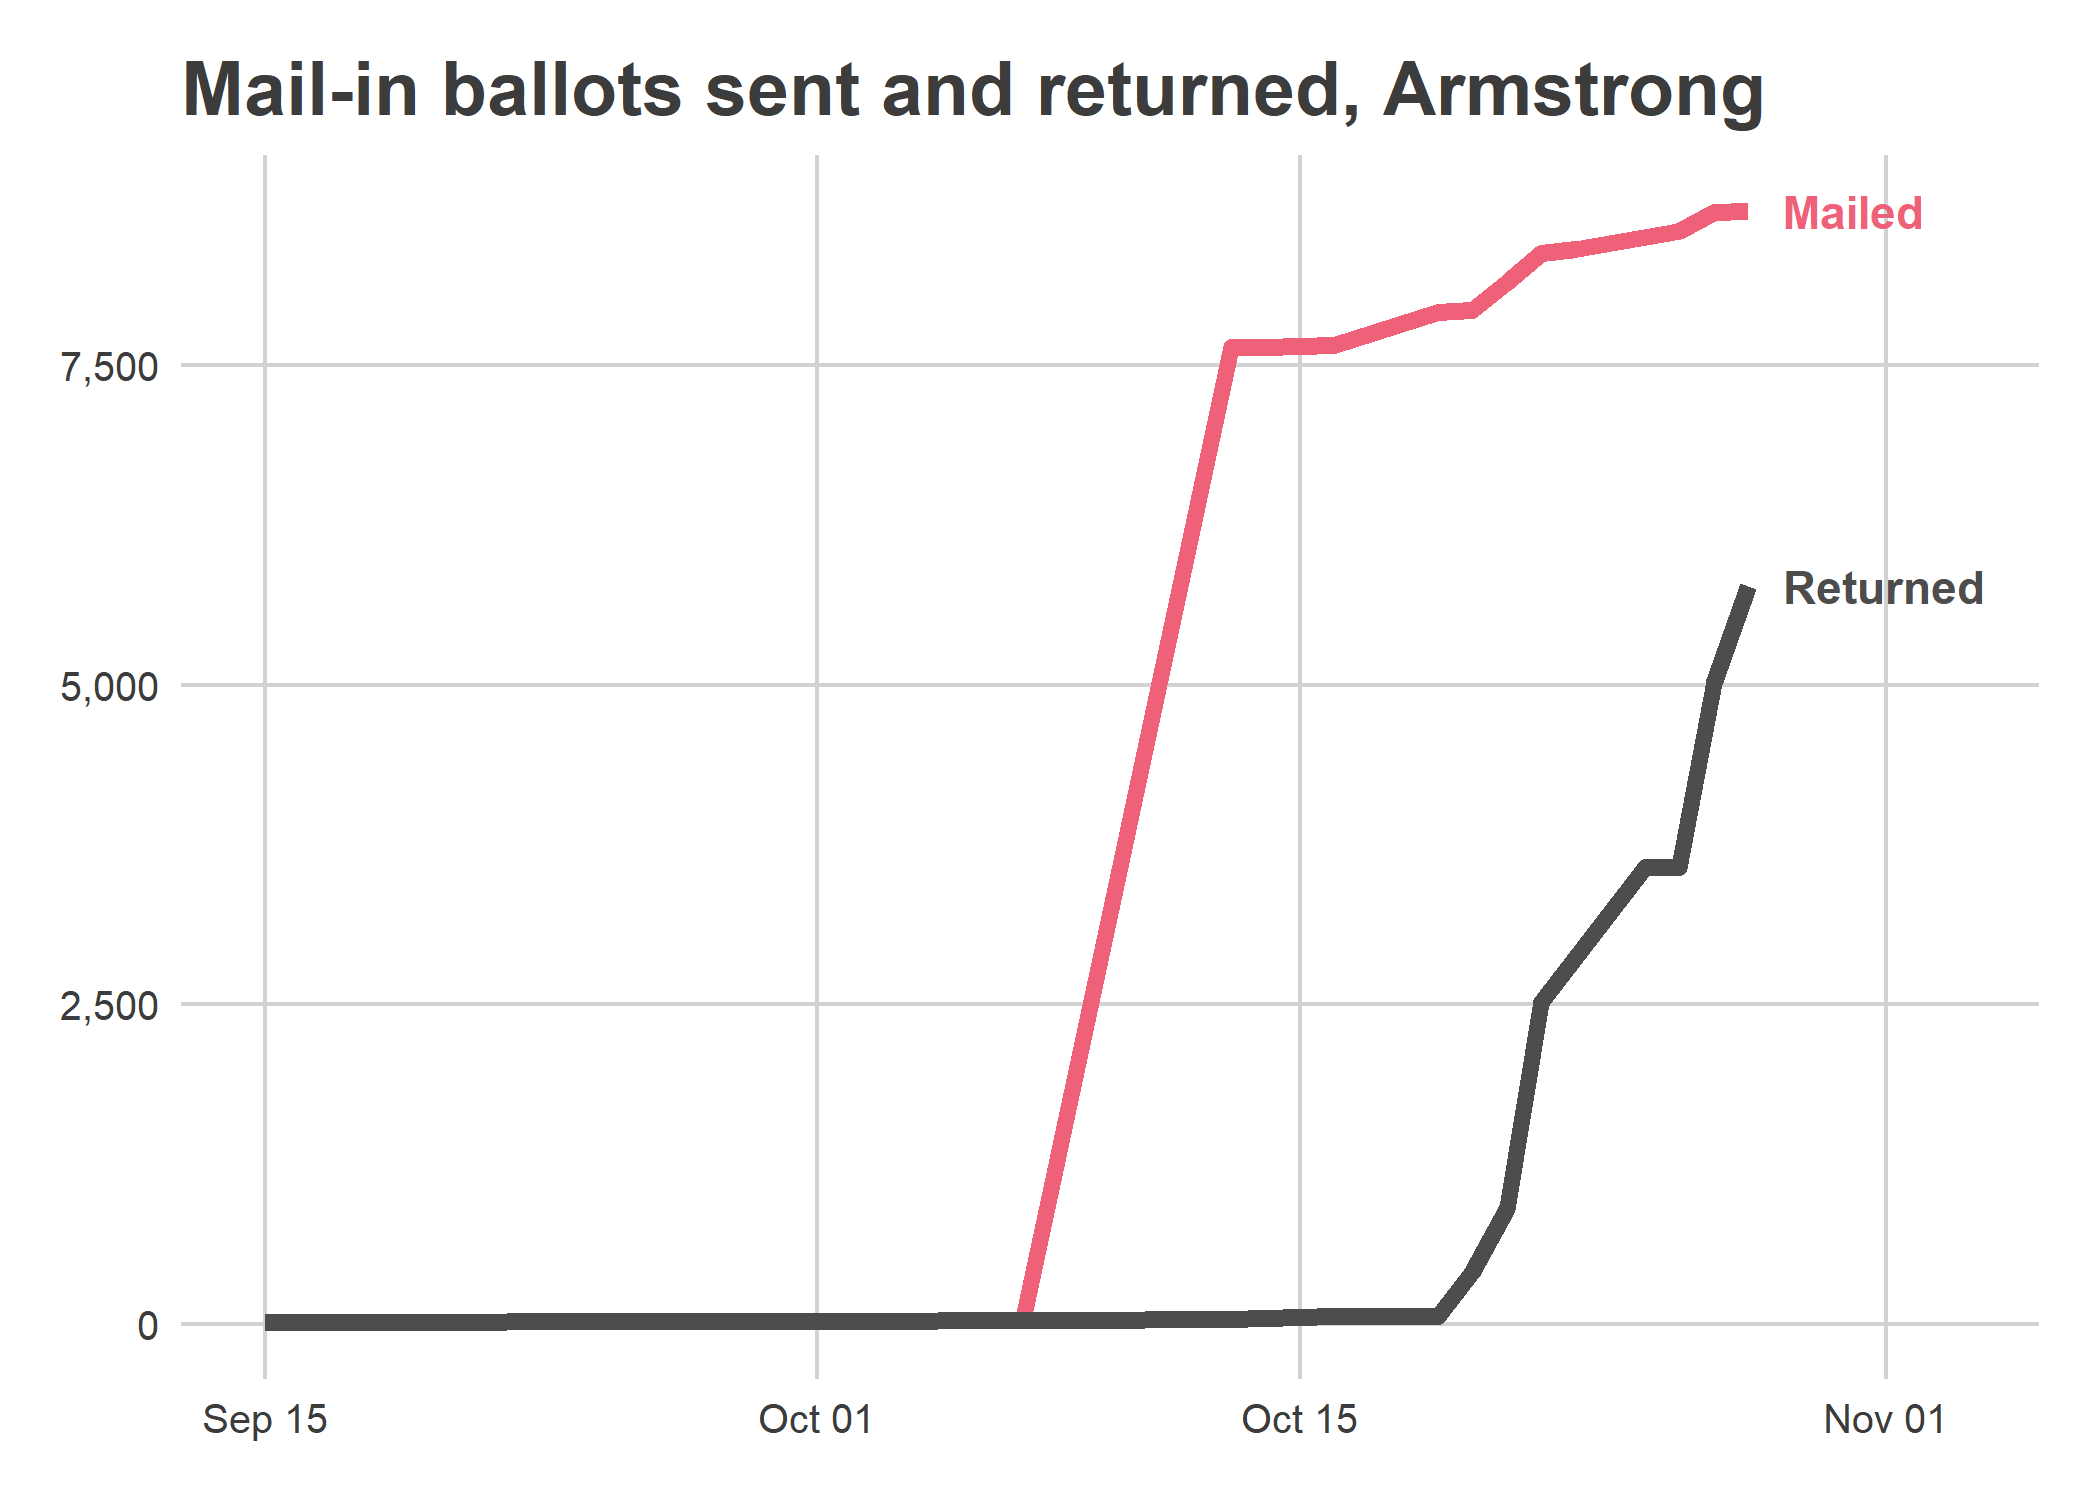 Mail-in ballots sent and returned, Armstrong
Mailed
7,500
Returned
5,000
2,500
0
Sep 15
Oct 01
Oct 15
Nov 01